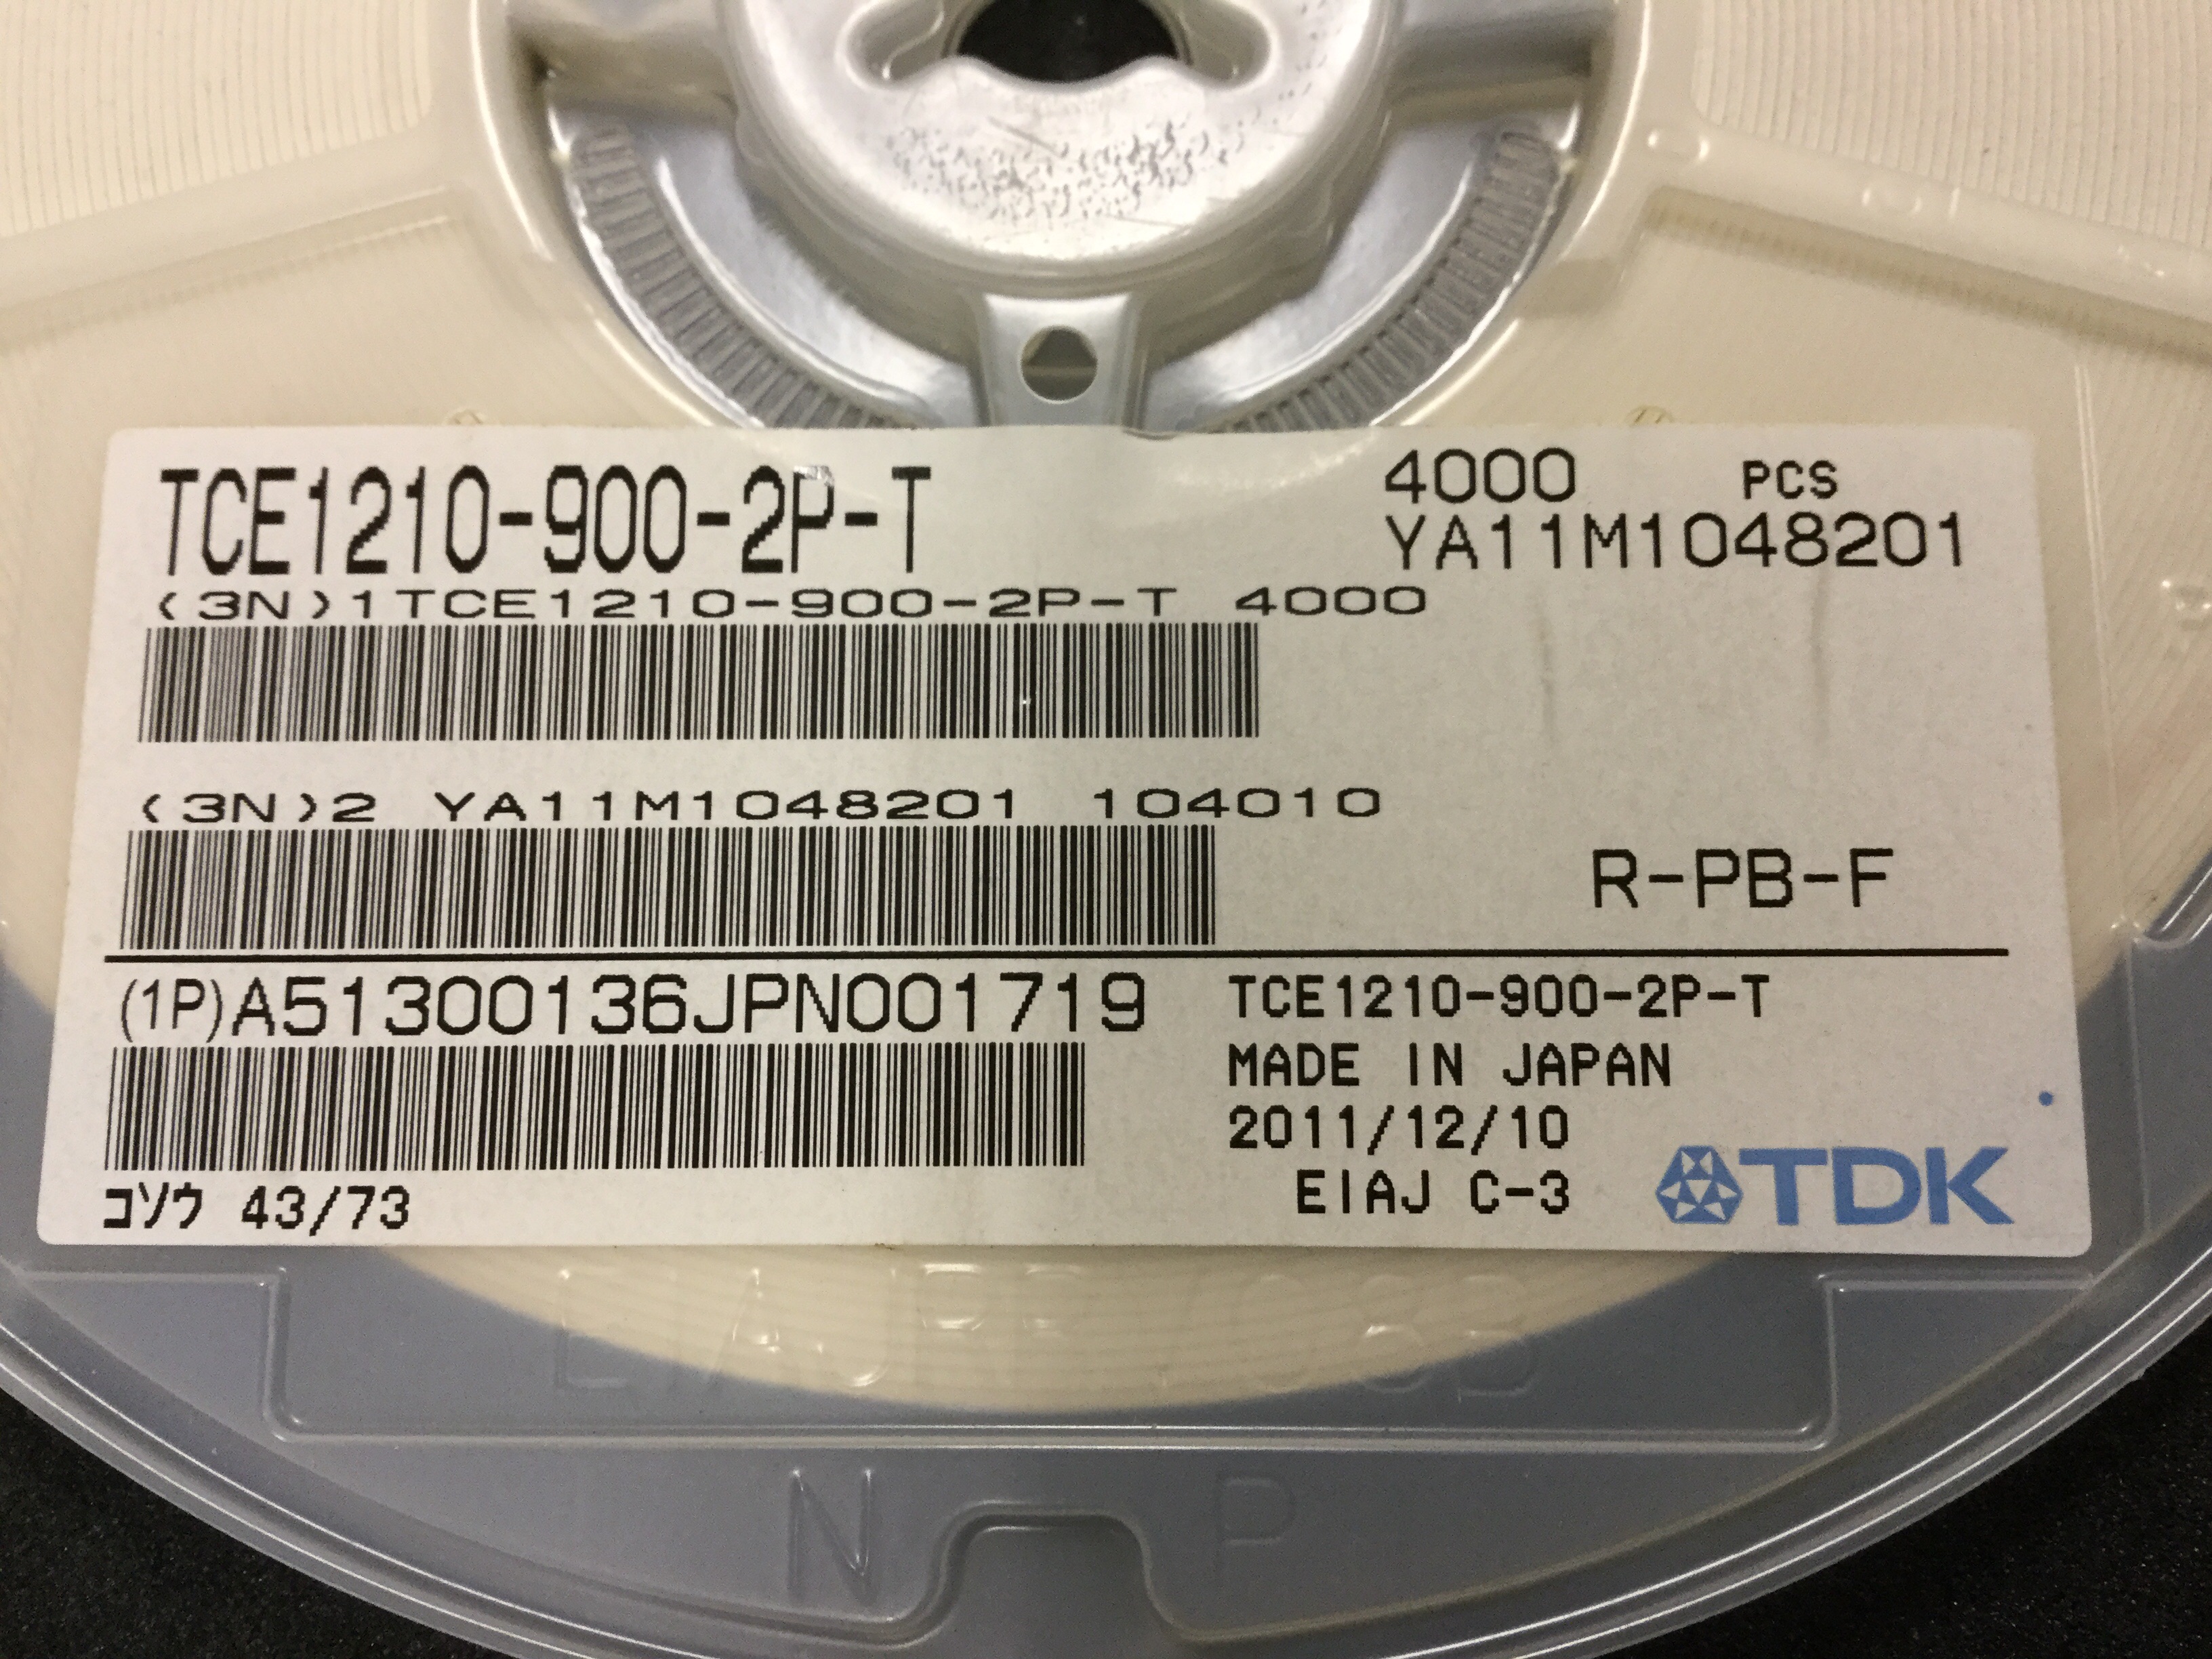 TCE1210-900-2P-T
4000 PCS
YA11M1048201
(3N)1TCE1210-900-2P-T 4000
(3N)2 YA11M1048201 104010
R-PB-F
(1P)A51300136JPN001719
TCE1210-900-2P-T
MADE IN JAPAN
2011/12/10
EIAJ C-3
コソウ 43/73
TDK
N P